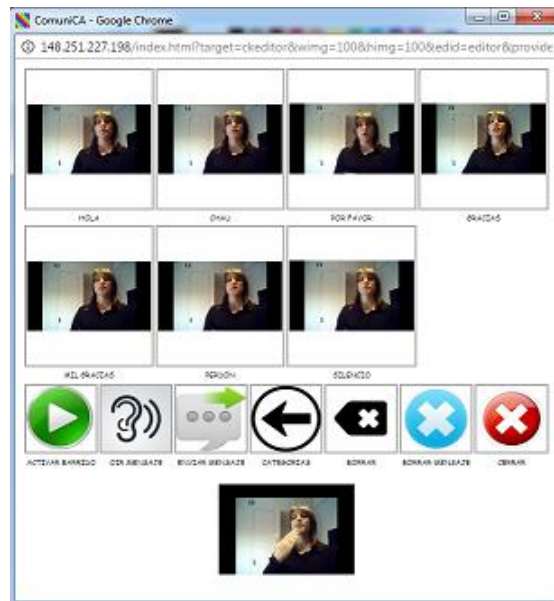 ComuniCA - Google Chrome
148.251.227.198/index.html?target=ckeditor&wimg=100&himg=100&edid=editor&provide
HOLA CHAU POR FAVOR GRACIAS
MIL GRACIAS PERDON SILENCIO
ACTIVAR BARRIDO OIR MENSAJE ENVIAR MENSAJE CATEGORIAS BORRAR BORRAR MENSAJE CERRAR